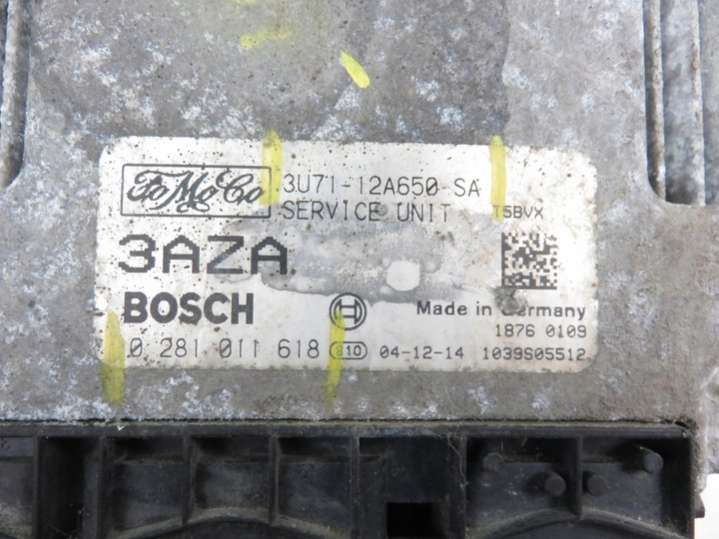 FoMoCo 3U71-12A650-SA
SERVICE UNIT T5BVX
3AZA
BOSCH Made in Germany
1876 0109
0 281 011 618 e10 04-12-14 1039S05512